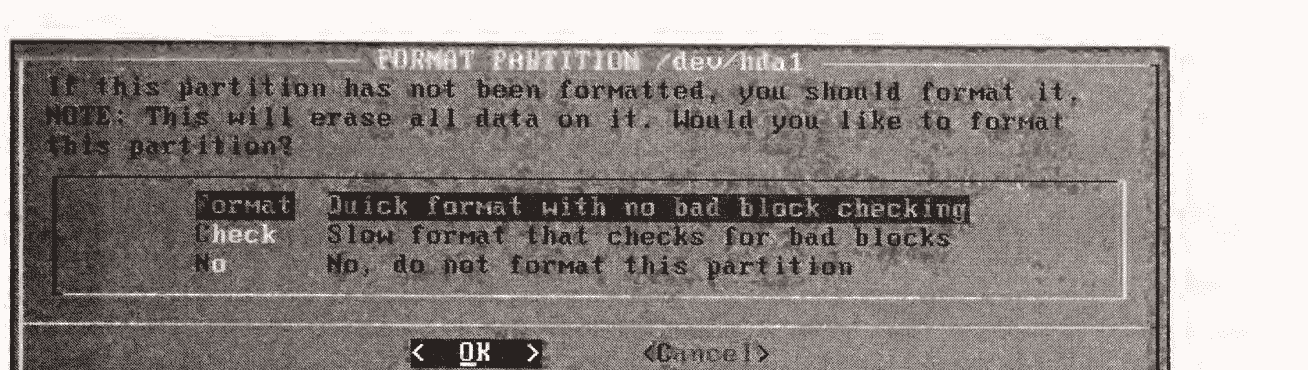 FORMAT PARTITION /dev/hda1
If this partition has not been formatted, you should format it.
NOTE: This will erase all data on it. Would you like to format
this partition?
Format Quick format with no bad block checking
Check Slow format that checks for bad blocks
No No, do not format this partition
< OK > <Cancel>